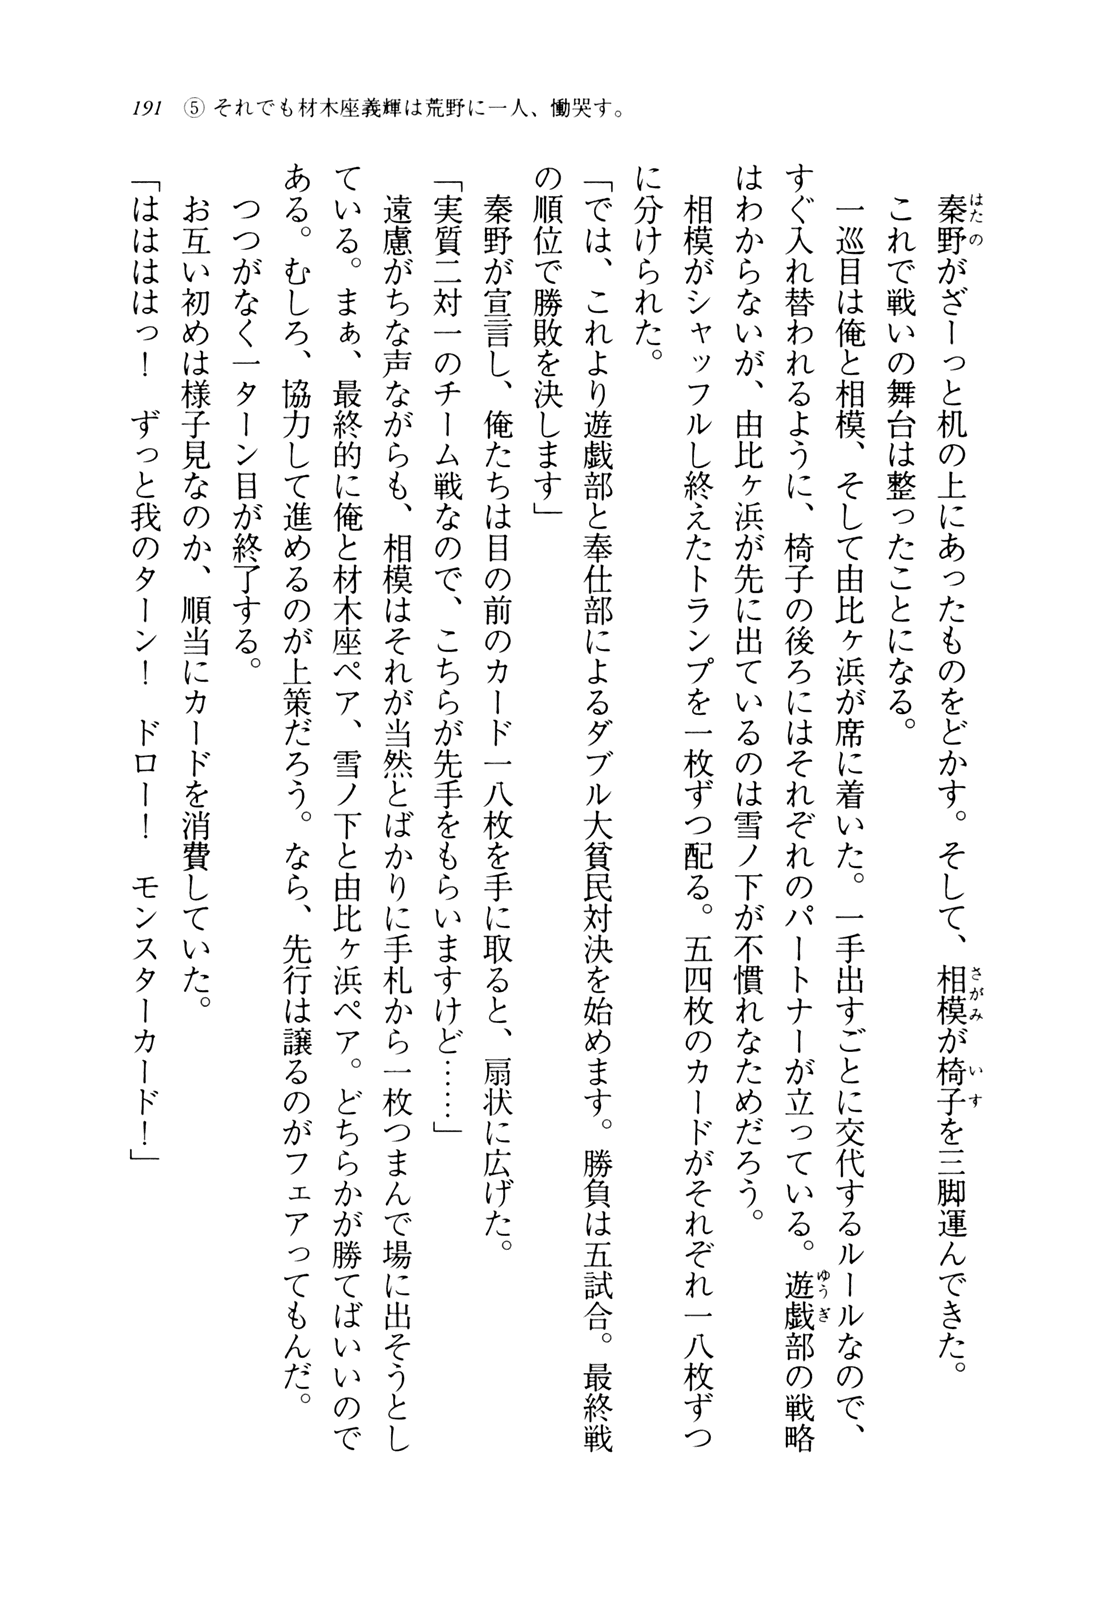 191 ⑤ それでも材木座義輝は荒野に一人、慟哭す。
秦野がざーっと机の上にあったものをどかす。そして、相模が椅子を三脚運んできた。
これで戦いの舞台は整ったことになる。
一巡目は俺と相模、そして由比ヶ浜が席に着いた。一手出すごとに交代するルールなので、
すぐ入れ替われるように、椅子の後ろにはそれぞれのパートナーが立っている。遊戯部の戦略
はわからないが、由比ヶ浜が先に出ているのは雪ノ下が不慣れなためだろう。
相模がシャッフルし終えたトランプを一枚ずつ配る。五四枚のカードがそれぞれ一八枚ずつ
に分けられた。
「では、これより遊戯部と奉仕部によるダブル大貧民対決を始めます。勝負は五試合。最終戦
の順位で勝敗を決します」
秦野が宣言し、俺たちは目の前のカード一八枚を手に取ると、扇状に広げた。
「実質二対一のチーム戦なので、こちらが先手をもらいますけど……」
遠慮がちな声ながらも、相模はそれが当然とばかりに手札から一枚つまんで場に出そうとし
ている。まぁ、最終的に俺と材木座ペア、雪ノ下と由比ヶ浜ペア。どちらかが勝てばいいので
ある。むしろ、協力して進めるのが上策だろう。なら、先行は譲るのがフェアってもんだ。
つつがなく一ターン目が終了する。
お互い初めは様子見なのか、順当にカードを消費していた。
「はははは​っ！　ずっと我のターン！　ドロー！　モンスターカード！」
はたの
さがみ
いす
ゆうぎ